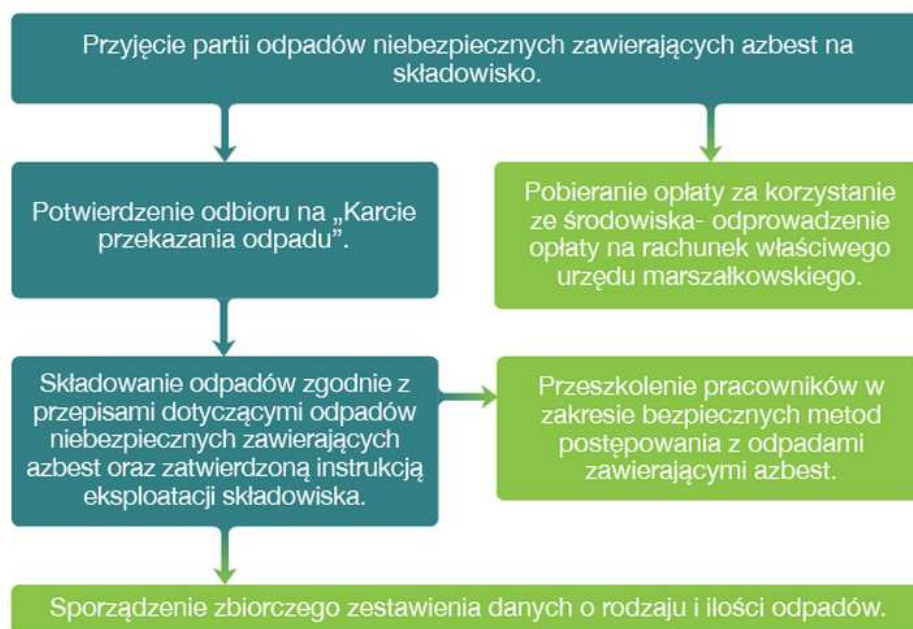 Przyjęcie partii odpadów niebezpiecznych zawierających azbest na
składowisko.
Potwierdzenie odbioru na „Karcie
przekazania odpadu”.
Pobieranie opłaty za korzystanie
ze środowiska- odprowadzenie
opłaty na rachunek właściwego
urzędu marszałkowskiego.
Składowanie odpadów zgodnie z
przepisami dotyczącymi odpadów
niebezpiecznych zawierających
azbest oraz zatwierdzoną instrukcją
eksploatacji składowiska.
Przeszkolenie pracowników w
zakresie bezpiecznych metod
postępowania z odpadami
zawierającymi azbest.
Sporządzenie zbiorczego zestawienia danych o rodzaju i ilości odpadów.